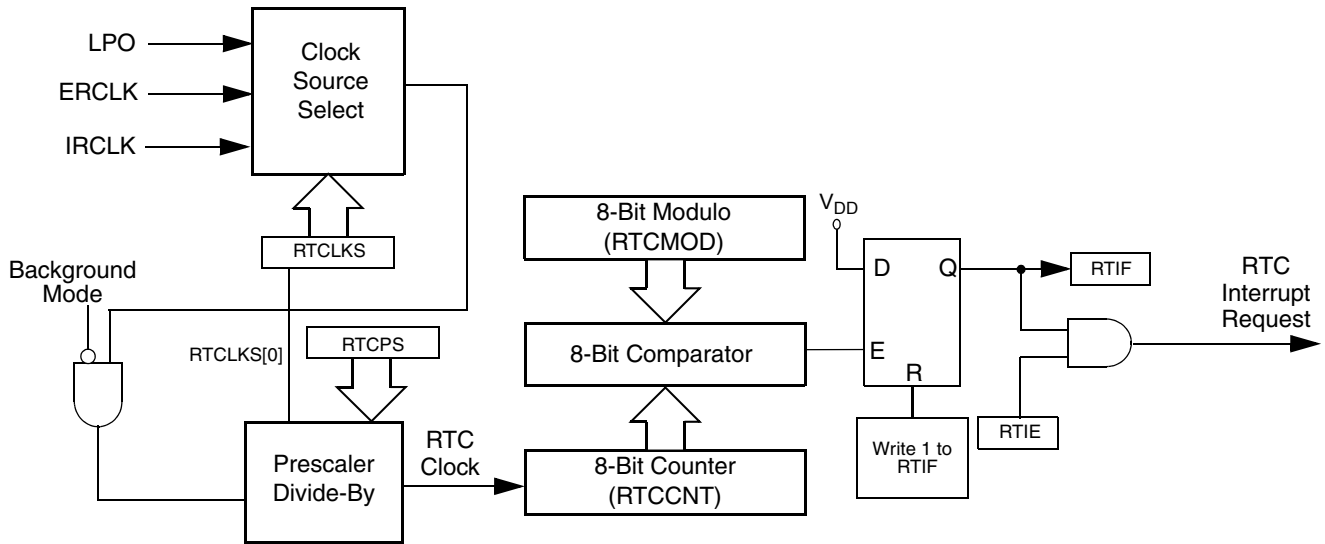 LPO
ERCLK
IRCLK
Clock
Source
Select
RTCLKS
Background
Mode
RTCLKS[0]
RTCPS
Prescaler
Divide-By
RTC
Clock
8-Bit Modulo
(RTCMOD)
8-Bit Comparator
8-Bit Counter
(RTCCNT)
VDD
D
Q
E
R
Write 1 to
RTIF
RTIF
RTIE
RTC
Interrupt
Request